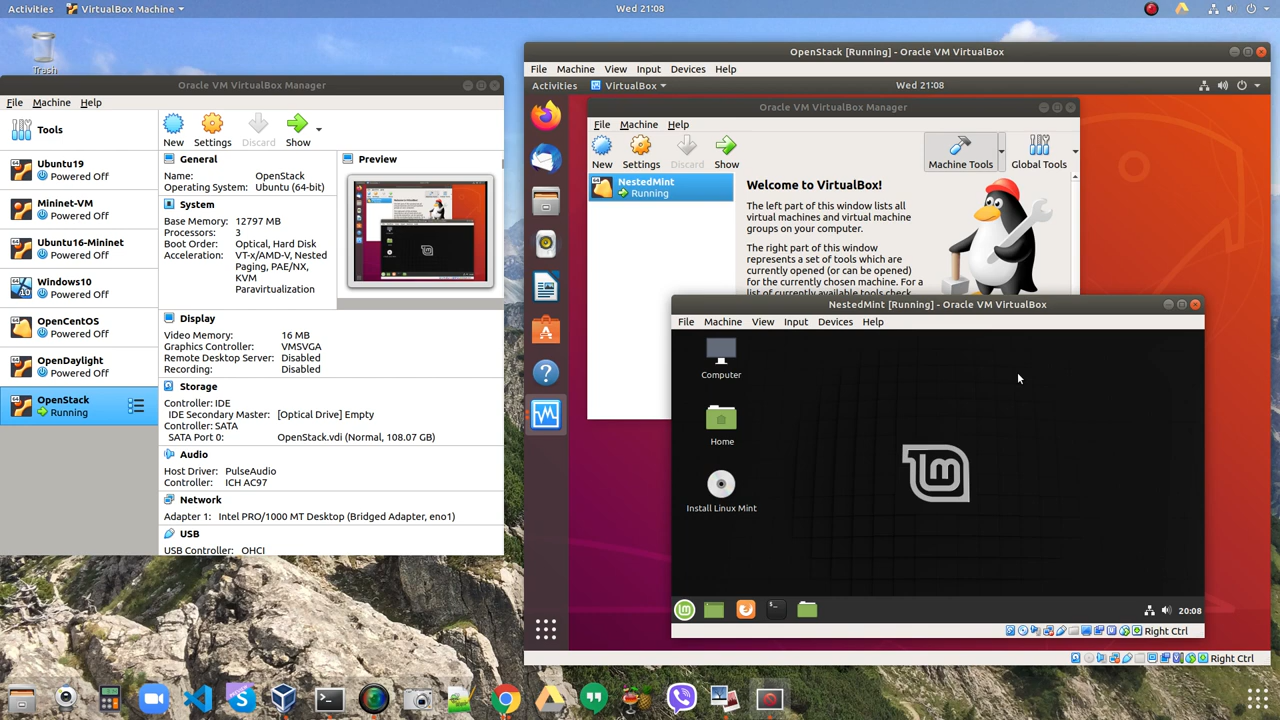 Activities
VirtualBox Machine
Wed 21:08
Trash
Oracle VM VirtualBox Manager
File Machine Help
Tools
New
Settings
Discard
Show
Ubuntu19
Powered Off
Mininet-VM
Powered Off
Ubuntu16-Mininet
Powered Off
Windows10
Powered Off
OpenCentOS
Powered Off
OpenDaylight
Powered Off
OpenStack
Running
General
Name: OpenStack
Operating System: Ubuntu (64-bit)
System
Base Memory: 12797 MB
Processors: 3
Boot Order: Optical, Hard Disk
Acceleration: VT-x/AMD-V, Nested
Paging, PAE/NX,
KVM
Paravirtualization
Preview
Display
Video Memory: 16 MB
Graphics Controller: VMSVGA
Remote Desktop Server: Disabled
Recording: Disabled
Storage
Controller: IDE
IDE Secondary Master: [Optical Drive] Empty
Controller: SATA
SATA Port 0: OpenStack.vdi (Normal, 108.07 GB)
Audio
Host Driver: PulseAudio
Controller: ICH AC97
Network
Adapter 1: Intel PRO/1000 MT Desktop (Bridged Adapter, eno1)
USB
USB Controller: OHCI
OpenStack [Running] - Oracle VM VirtualBox
File Machine View Input Devices Help
Activities
VirtualBox
Wed 21:08
Oracle VM VirtualBox Manager
File Machine Help
New
Settings
Discard
Show
Machine Tools
Global Tools
NestedMint
Running
Welcome to VirtualBox!
The left part of this window lists all
virtual machines and virtual machine
groups on your computer.
The right part of this window
represents a set of tools which are
currently opened (or can be opened)
for the currently chosen machine. For a
list of currently available tools check
NestedMint [Running] - Oracle VM VirtualBox
File Machine View Input Devices Help
Computer
Home
Install Linux Mint
20:08
Right Ctrl
Right Ctrl